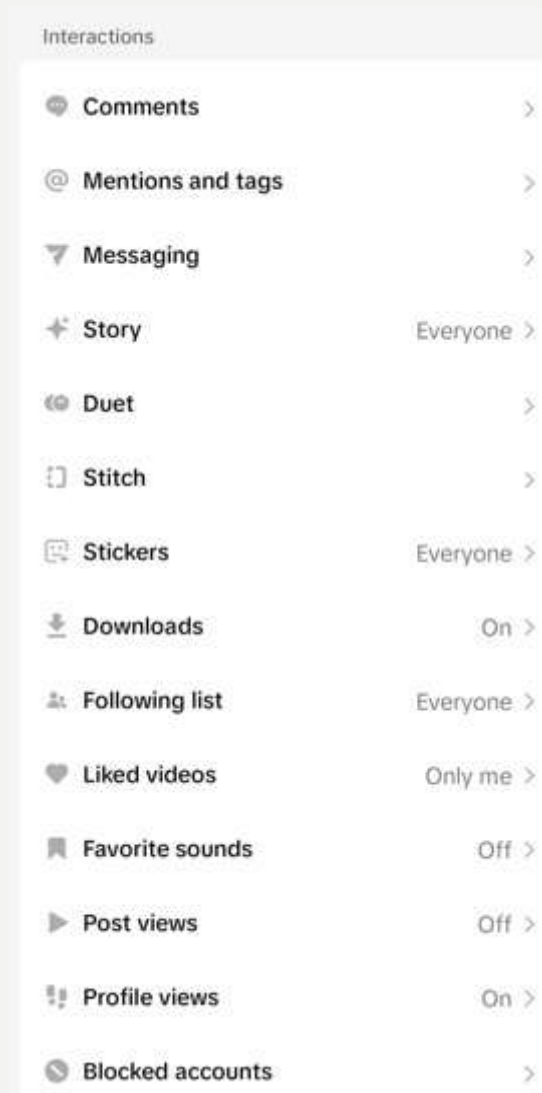 Interactions
Comments
Mentions and tags
Messaging
Story Everyone
Duet
Stitch
Stickers Everyone
Downloads On
Following list Everyone
Liked videos Only me
Favorite sounds Off
Post views Off
Profile views On
Blocked accounts